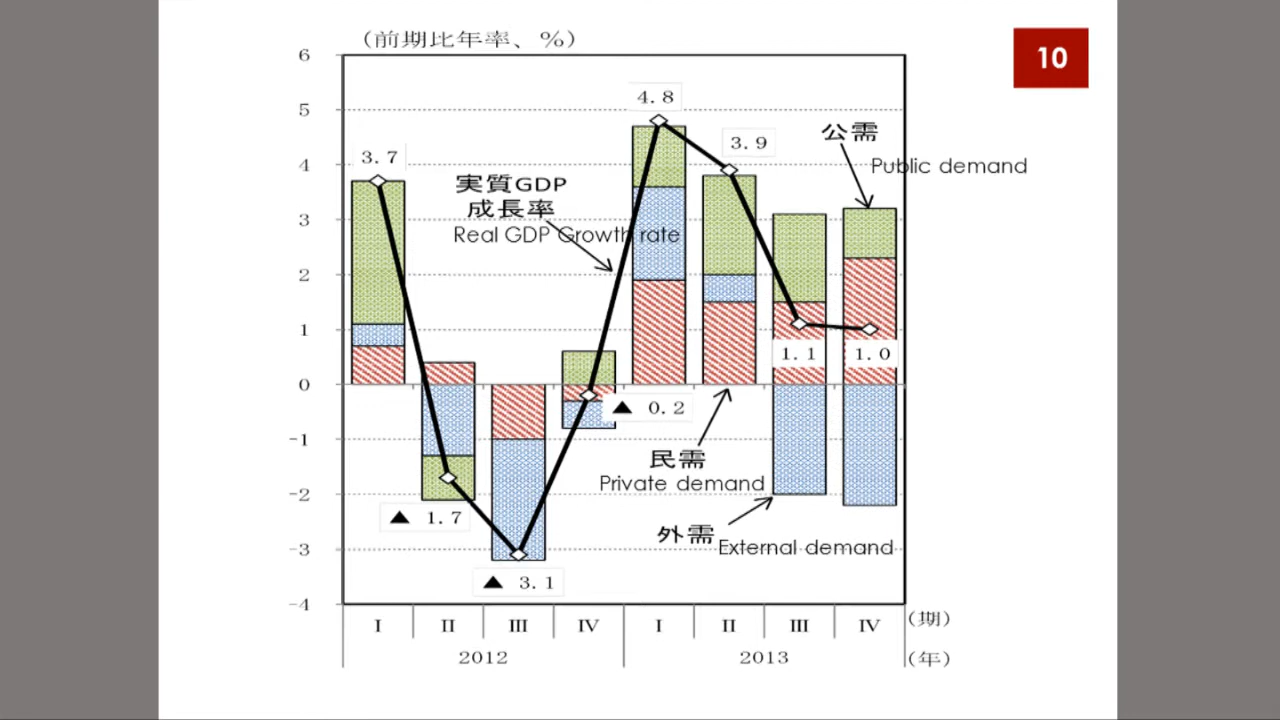 （前期比年率、％）
10
6
5
4
3
2
1
0
-1
-2
-3
-4
3.7
▲ 1.7
▲ 3.1
▲ 0.2
4.8
3.9
1.1
1.0
実質GDP
成長率
Real GDP Growth rate
公需
Public demand
民需
Private demand
外需
External demand
I II III IV I II III IV （期）
2012 2013 （年）